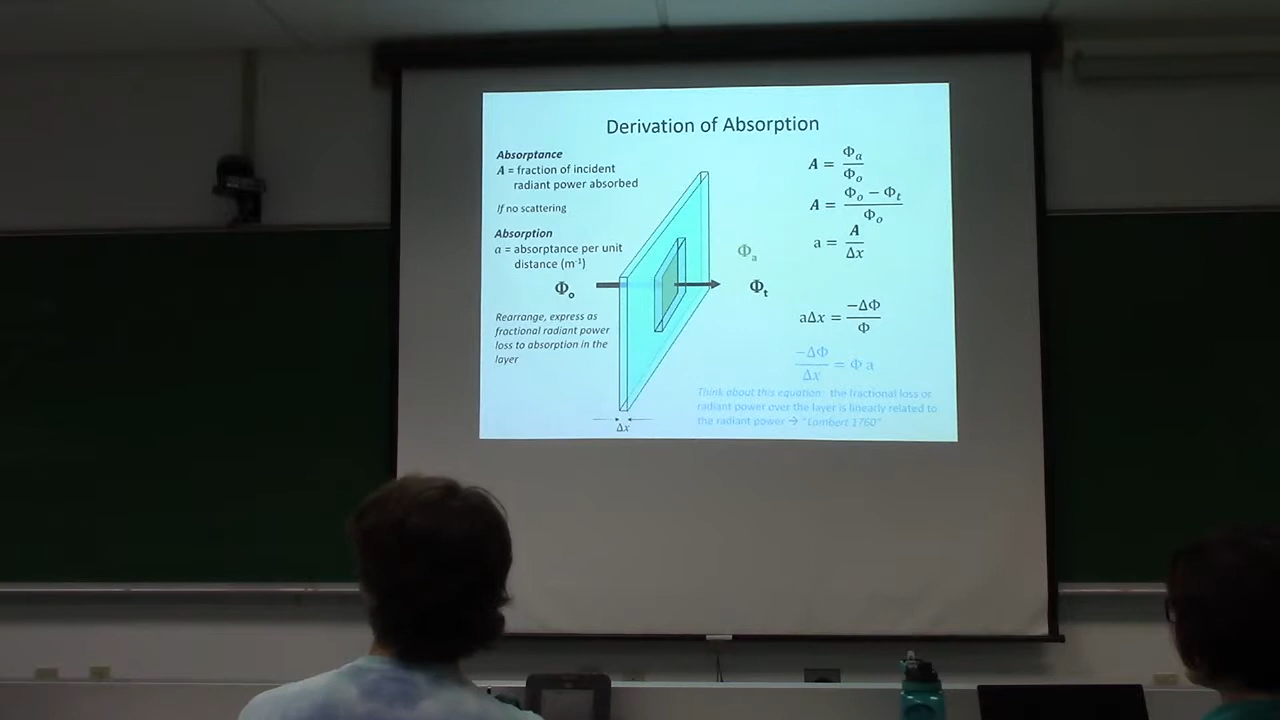 Derivation of Absorption
Absorptance
A = fraction of incident
radiant power absorbed
If no scattering
Absorption
a = absorptance per unit
distance (m⁻¹)
Φo
Rearrange, express as
fractional radiant power
loss to absorption in the
layer
Δx
Φa
Φt
A = Φa / Φo
A = Φo − Φt / Φo
a = A / Δx
aΔx = −ΔΦ / Φ
−ΔΦ / Δx = Φ a
Think about this equation: the fractional loss or
radiant power over the layer is linearly related to
the radiant power → "Lambert 1760"